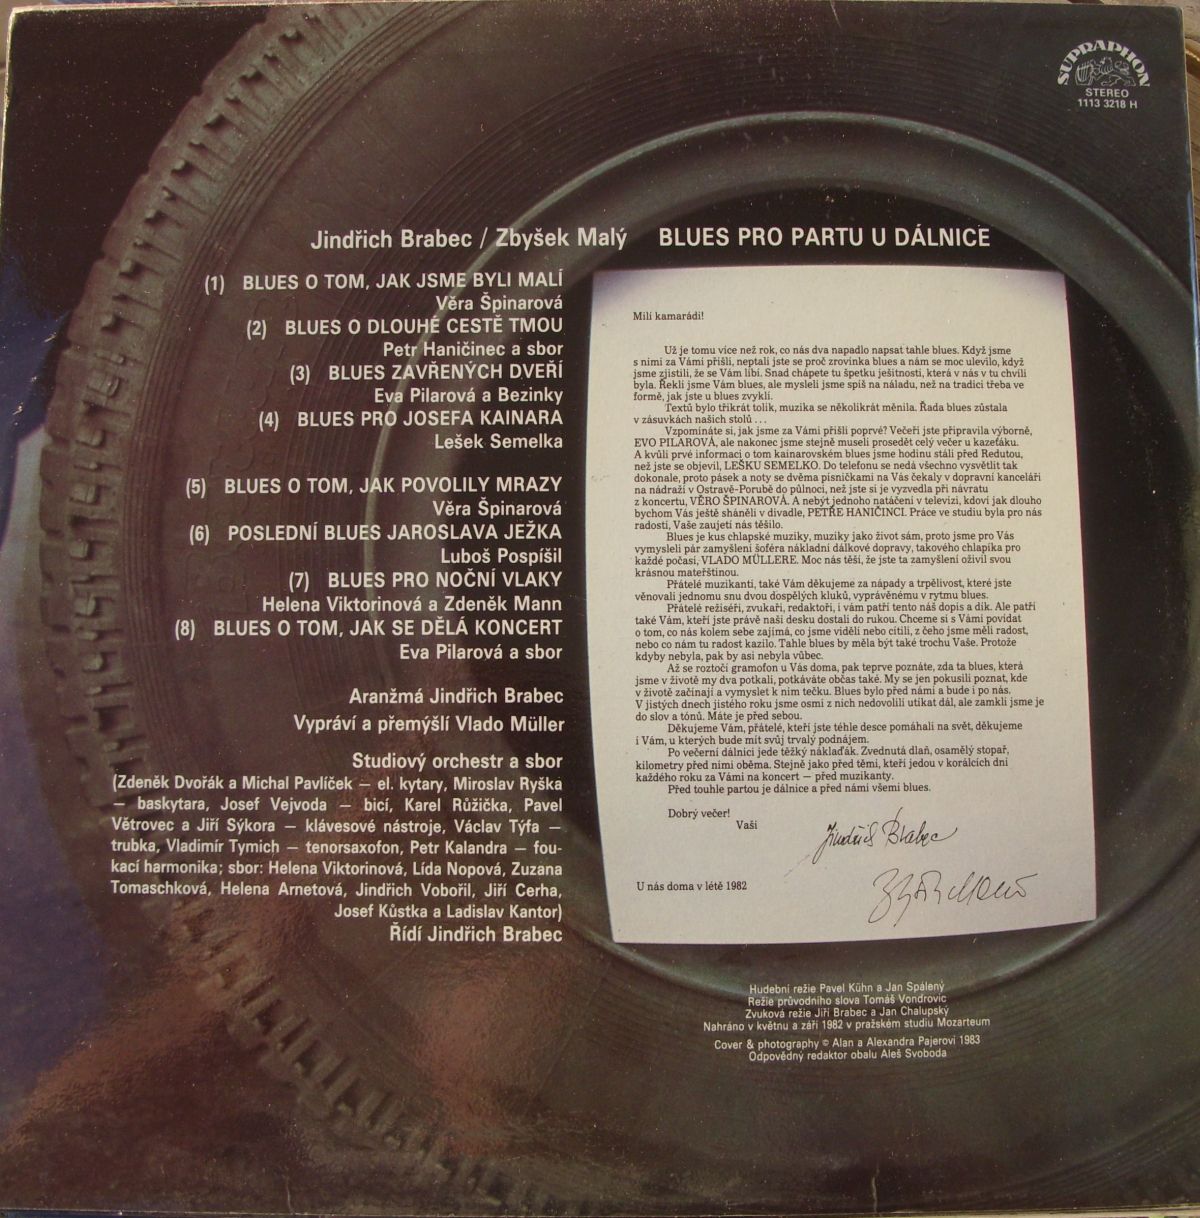 SUPRAPHON
STEREO
1113 3218 H
Jindřich Brabec / Zbyšek Malý BLUES PRO PARTU U DÁLNICE
(1) BLUES O TOM, JAK JSME BYLI MALÍ
Věra Špinarová
(2) BLUES O DLOUHÉ CESTĚ TMOU
Petr Haničinec a sbor
(3) BLUES ZAVŘENÝCH DVEŘÍ
Eva Pilarová a Bezinky
(4) BLUES PRO JOSEFA KAINARA
Lešek Semelka
(5) BLUES O TOM, JAK POVOLILY MRAZY
Věra Špinarová
(6) POSLEDNÍ BLUES JAROSLAVA JEŽKA
Luboš Pospíšil
(7) BLUES PRO NOČNÍ VLAKY
Helena Viktorinová a Zdeněk Mann
(8) BLUES O TOM, JAK SE DĚLÁ KONCERT
Eva Pilarová a sbor
Aranžmá Jindřich Brabec
Vypráví a přemýšlí Vlado Müller
Studiový orchestr a sbor
(Zdeněk Dvořák a Michal Pavlíček — el. kytary, Miroslav Ryška
— baskytara, Josef Vejvoda — bicí, Karel Růžička, Pavel
Větrovec a Jiří Sýkora — klávesové nástroje, Václav Týfa —
trubka, Vladimír Tymich — tenorsaxofon, Petr Kalandra — fou-
kací harmonika; sbor: Helena Viktorinová, Lída Nopová, Zuzana
Tomaschková, Helena Arnetová, Jindřich Vobořil, Jiří Cerha,
Josef Kůstka a Ladislav Kantor)
Řídí Jindřich Brabec
Milí kamarádi!
Už je tomu více než rok, co nás dva napadlo napsat tahle blues. Když jsme
s nimi za Vámi přišli, neptali jste se proč zrovinka blues a nám se moc ulevilo, když
jsme zjistili, že se Vám líbí. Snad chápete tu špetku ješitnosti, která v nás v tu chvíli
byla. Řekli jsme Vám blues, ale mysleli jsme spíš na náladu, než na tradici třeba ve
formě, jak jste u blues zvyklí.
Textů bylo třikrát tolik, muzika se několikrát měnila. Řada blues zůstala
v zásuvkách našich stolů . . .
Vzpomínáte si, jak jsme za Vámi přišli poprvé? Večeři jste připravila výborně,
EVO PILAROVÁ, ale nakonec jsme stejně museli prosedět celý večer u kazeťáku.
A kvůli prvé informaci o tom kainarovském blues jsme hodinu stáli před Redutou,
než jste se objevil, LEŠKU SEMELKO. Do telefonu se nedá všechno vysvětlit tak
dokonale, proto pásek a noty se dvěma písničkami na Vás čekaly v dopravní kanceláři
na nádraží v Ostravě-Porubě do půlnoci, než jste si je vyzvedla při návratu
z koncertu, VĚRO ŠPINAROVÁ. A nebýt jednoho natáčení v televizi, kdoví jak dlouho
bychom Vás ještě sháněli v divadle, PETŘE HANIČINCI. Práce ve studiu byla pro nás
radostí, Vaše zaujetí nás těšilo.
Blues je kus chlapské muziky, muziky jako život sám, proto jsme pro Vás
vymysleli pár zamyšlení šoféra nákladní dálkové dopravy, takového chlapíka pro
každé počasí, VLADO MÜLLERE. Moc nás těší, že jste ta zamyšlení oživil svou
krásnou mateřštinou.
Přátelé muzikanti, také Vám děkujeme za nápady a trpělivost, které jste
věnovali jednomu snu dvou dospělých kluků, vyprávěnému v rytmu blues.
Přátelé režiséři, zvukaři, redaktoři, i vám patří tento náš dopis a dík. Ale patří
také Vám, kteří jste právě naši desku dostali do rukou. Chceme si s Vámi povídat
o tom, co nás kolem sebe zajímá, co jsme viděli nebo cítili, z čeho jsme měli radost,
nebo co nám tu radost kazilo. Tahle blues by měla být také trochu Vaše. Protože
kdyby nebyla, pak by asi nebyla vůbec.
Až se roztočí gramofon u Vás doma, pak teprve poznáte, zda ta blues, která
jsme v životě my dva potkali, potkáváte občas také. My se jen pokusili poznat, kde
v životě začínají a vymyslet k nim tečku. Blues bylo před námi a bude i po nás.
V jistých dnech jistého roku jsme osmi z nich nedovolili utíkat dál, ale zamkli jsme je
do slov a tónů. Máte je před sebou.
Děkujeme Vám, přátelé, kteří jste téhle desce pomáhali na svět, děkujeme
i Vám, u kterých bude mít svůj trvalý podnájem.
Po večerní dálnici jede těžký náklaďák. Zvednutá dlaň, osamělý stopař,
kilometry před nimi oběma. Stejně jako před těmi, kteří jedou v korálcích dní
každého roku za Vámi na koncert — před muzikanty.
Před touhle partou je dálnice a před námi všemi blues.
Dobrý večer!
Vaši
Jindřich Brabec
U nás doma v létě 1982
Hudební režie Pavel Kühn a Jan Spálený
Režie průvodního slova Tomáš Vondrovic
Zvuková režie Jiří Brabec a Jan Chalupský
Nahráno v květnu a září 1982 v pražském studiu Mozarteum
Cover & photography © Alan a Alexandra Pajerovi 1983
Odpovědný redaktor obalu Aleš Svoboda